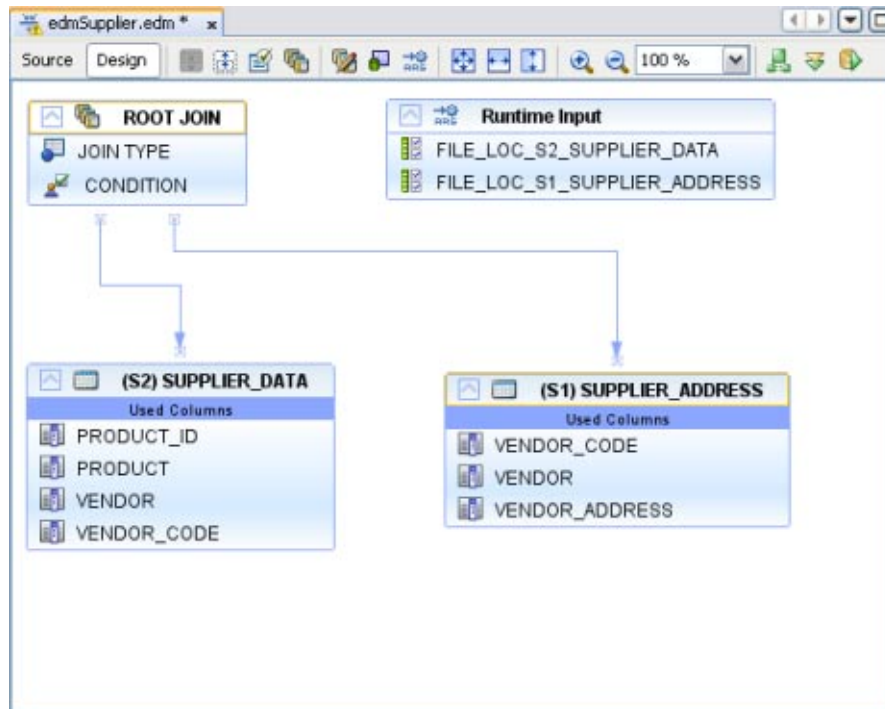 edmSupplier.edm * x
Source Design 100 %
ROOT JOIN
JOIN TYPE
CONDITION
Runtime Input
FILE_LOC_S2_SUPPLIER_DATA
FILE_LOC_S1_SUPPLIER_ADDRESS
(S2) SUPPLIER_DATA
Used Columns
PRODUCT_ID
PRODUCT
VENDOR
VENDOR_CODE
(S1) SUPPLIER_ADDRESS
Used Columns
VENDOR_CODE
VENDOR
VENDOR_ADDRESS